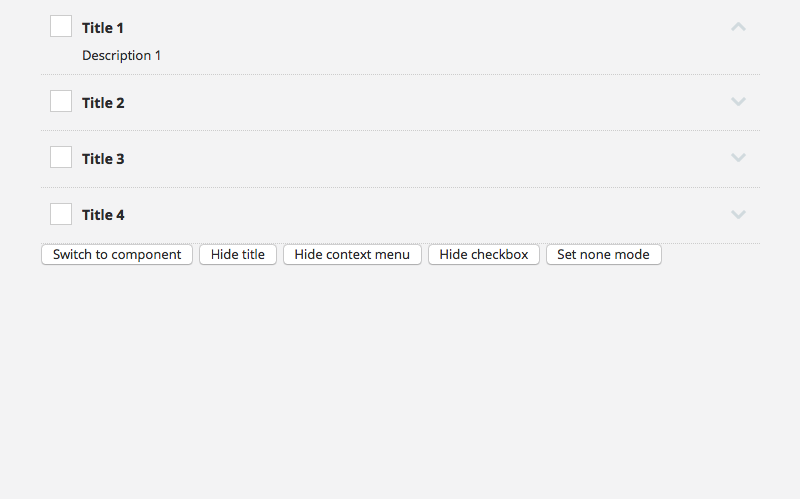 Title 1
Description 1
Title 2
Title 3
Title 4
Switch to component Hide title Hide context menu Hide checkbox Set none mode